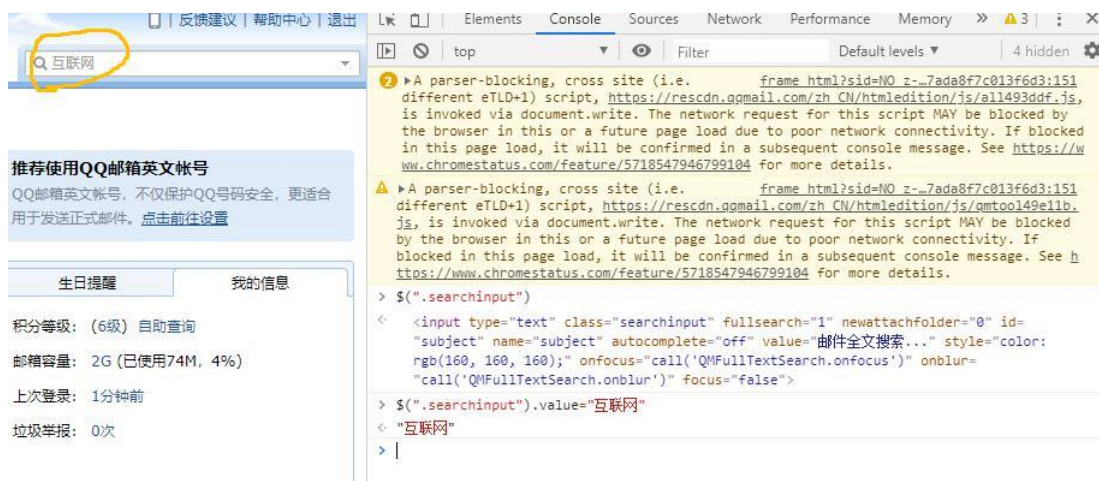 反馈建议 | 帮助中心 | 退出
互联网
推荐使用QQ邮箱英文帐号
QQ邮箱英文帐号，不仅保护QQ号码安全，更适合
用于发送正式邮件。点击前往设置
生日提醒 我的信息
积分等级： (6级) 自助查询
邮箱容量： 2G (已使用74M, 4%)
上次登录： 1分钟前
垃圾举报： 0次
Elements Console Sources Network Performance Memory » 3
top Filter Default levels 4 hidden
2 A parser-blocking, cross site (i.e. frame html?sid=NO z-…7ada8f7c013f6d3:151
different eTLD+1) script, https://rescdn.qqmail.com/zh CN/htmledition/js/all493ddf.js,
is invoked via document.write. The network request for this script MAY be blocked by
the browser in this or a future page load due to poor network connectivity. If blocked
in this page load, it will be confirmed in a subsequent console message. See https://w
ww.chromestatus.com/feature/5718547946799104 for more details.
A parser-blocking, cross site (i.e. frame html?sid=NO z-…7ada8f7c013f6d3:151
different eTLD+1) script, https://rescdn.qqmail.com/zh CN/htmledition/js/qmtool49e11b.
js, is invoked via document.write. The network request for this script MAY be blocked
by the browser in this or a future page load due to poor network connectivity. If
blocked in this page load, it will be confirmed in a subsequent console message. See h
ttps://www.chromestatus.com/feature/5718547946799104 for more details.
> $(".searchinput")
<input type="text" class="searchinput" fullsearch="1" newattachfolder="0" id=
"subject" name="subject" autocomplete="off" value="邮件全文搜索..." style="color:
rgb(160, 160, 160);" onfocus="call('QMFullTextSearch.onfocus')" onblur=
"call('QMFullTextSearch.onblur')" focus="false">
> $(".searchinput").value="互联网"
"互联网"
>